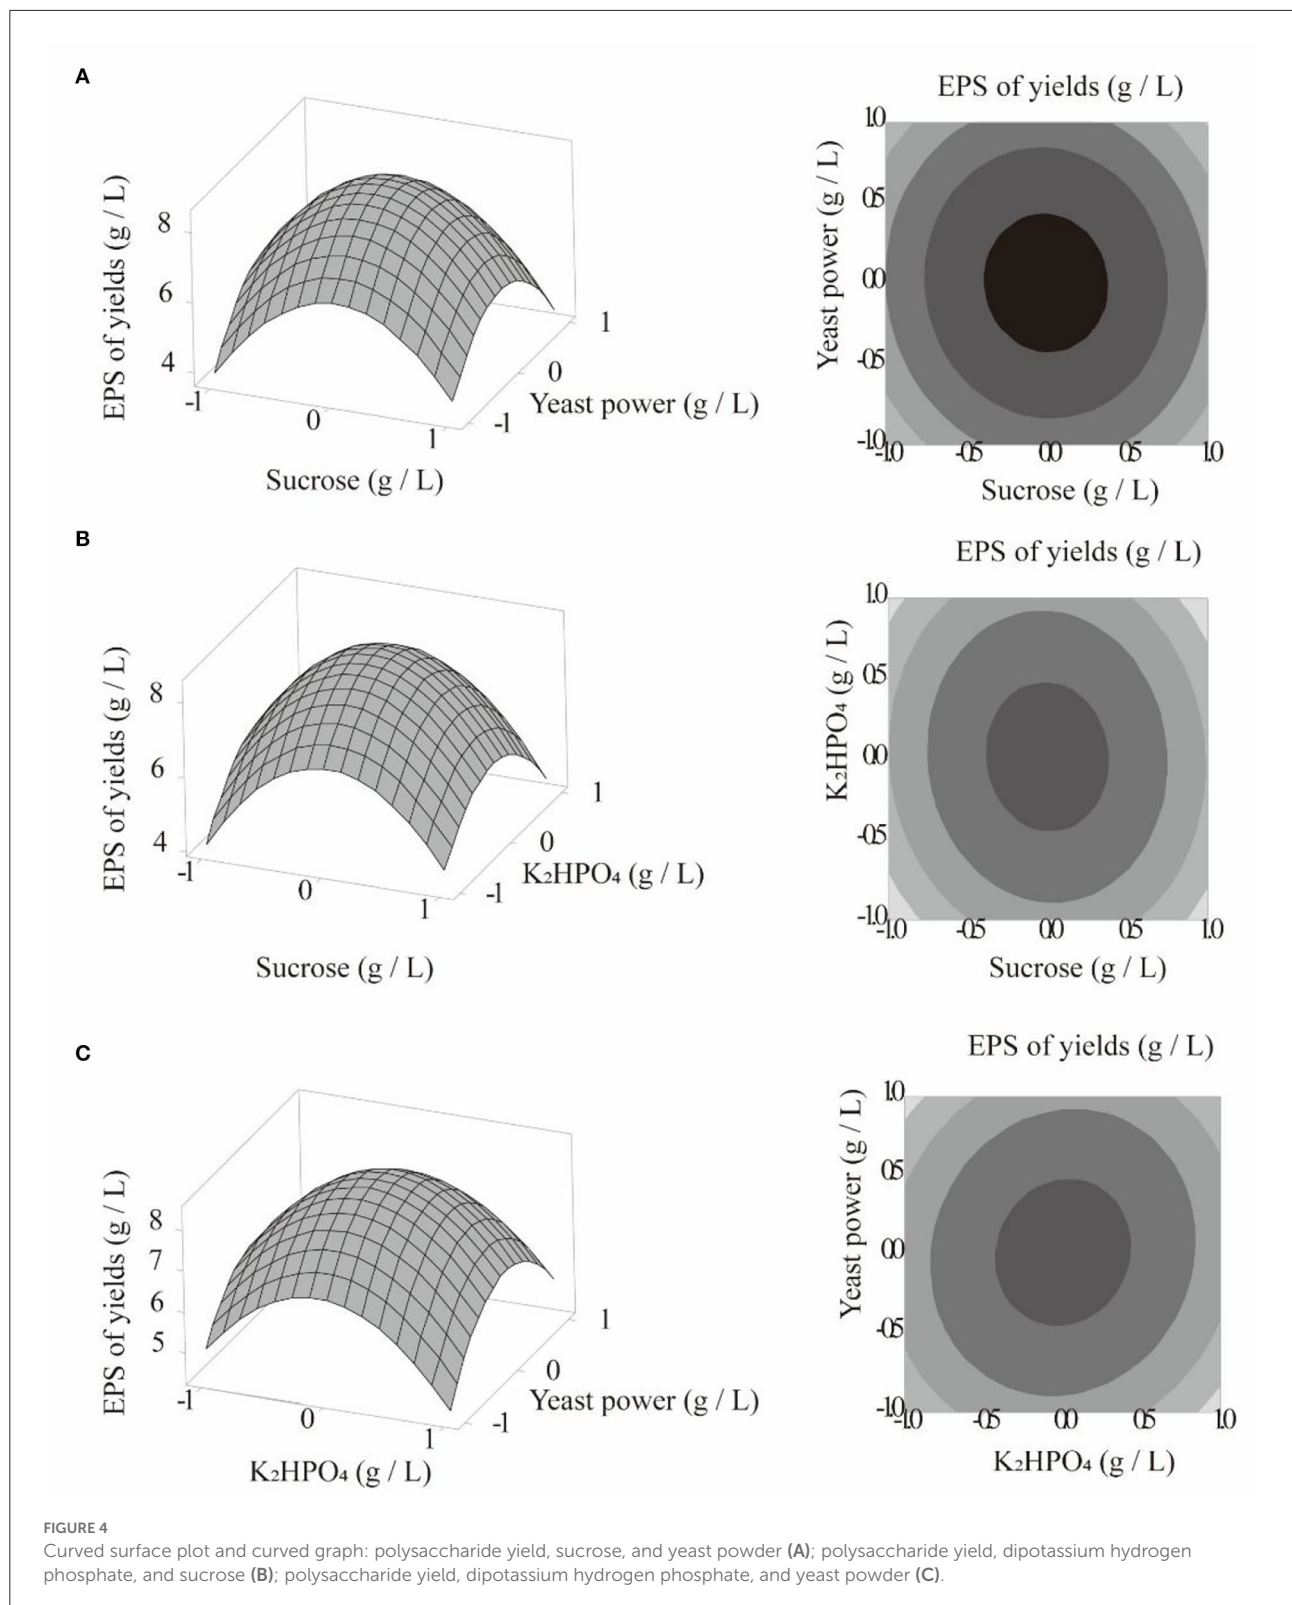 A
EPS of yields (g / L)
8
6
4
-1
0
1
Sucrose (g / L)
-1
0
1
Yeast power (g / L)
EPS of yields (g / L)
Yeast power (g / L)
1.0
0.5
0.0
-0.5
-1.0
-1.0 -0.5 0.0 0.5 1.0
Sucrose (g / L)
B
EPS of yields (g / L)
8
6
4
-1
0
1
Sucrose (g / L)
-1
0
1
K₂HPO₄ (g / L)
EPS of yields (g / L)
K₂HPO₄ (g / L)
1.0
0.5
0.0
-0.5
-1.0
-1.0 -0.5 0.0 0.5 1.0
Sucrose (g / L)
C
EPS of yields (g / L)
8
7
6
5
-1
0
1
K₂HPO₄ (g / L)
-1
0
1
Yeast power (g / L)
EPS of yields (g / L)
Yeast power (g / L)
1.0
0.5
0.0
-0.5
-1.0
-1.0 -0.5 0.0 0.5 1.0
K₂HPO₄ (g / L)
FIGURE 4
Curved surface plot and curved graph: polysaccharide yield, sucrose, and yeast powder (A); polysaccharide yield, dipotassium hydrogen
phosphate, and sucrose (B); polysaccharide yield, dipotassium hydrogen phosphate, and yeast powder (C).